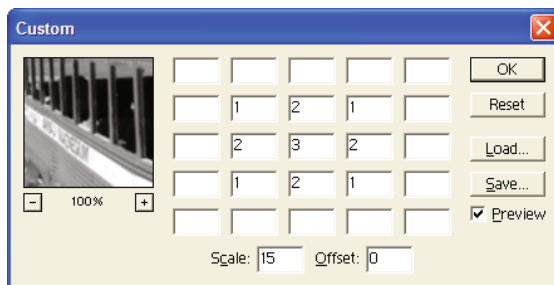 Custom
OK
1 2 1
Reset
2 3 2
Load...
1 2 1
Save...
100%
Preview
Scale: 15 Offset: 0